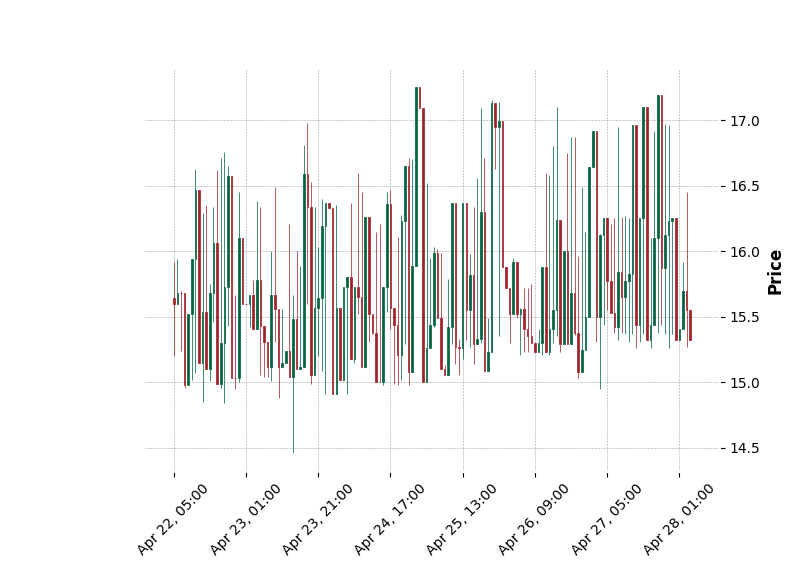 17.0
16.5
16.0
15.5
15.0
14.5
Price
Apr 22, 05:00
Apr 23, 01:00
Apr 23, 21:00
Apr 24, 17:00
Apr 25, 13:00
Apr 26, 09:00
Apr 27, 05:00
Apr 28, 01:00